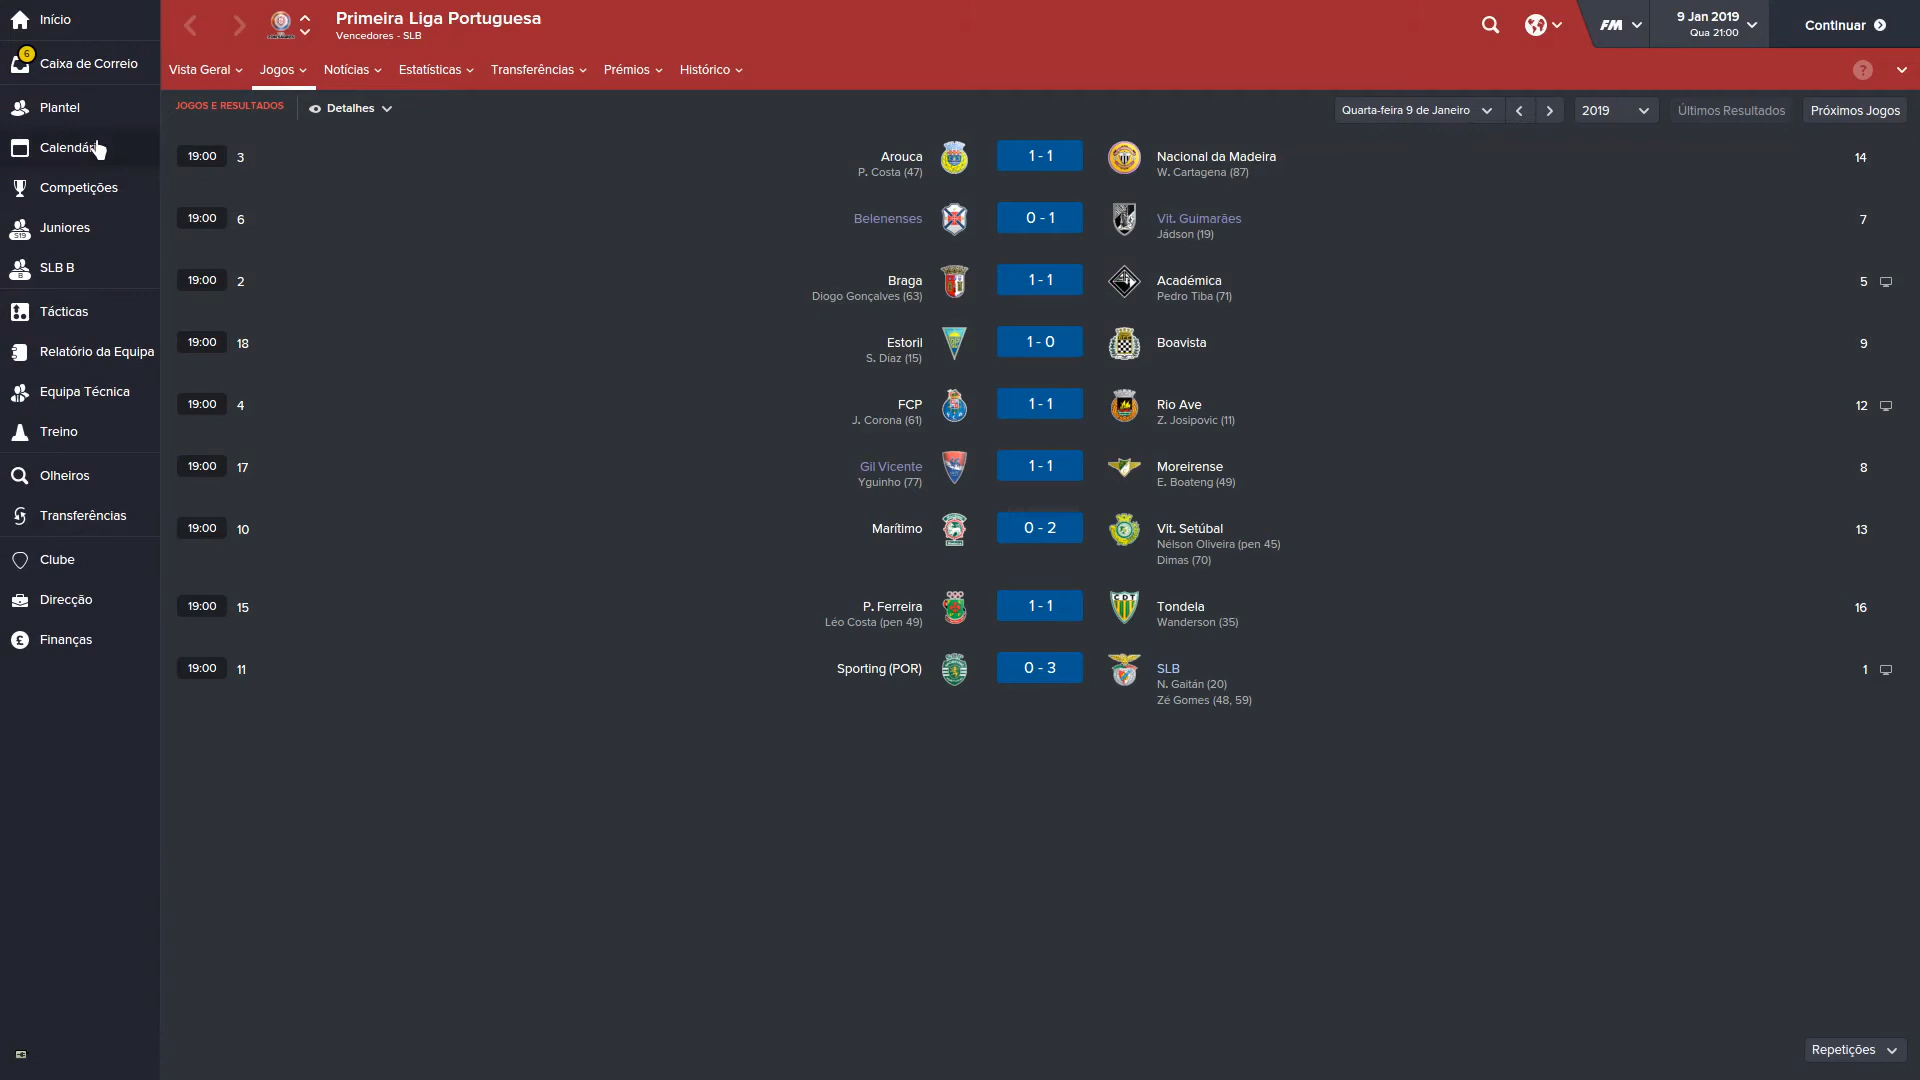 Início
6
Caixa de Correio
Plantel
Competições
Juniores
SLB B
Tácticas
Relatório da Equipa
Equipa Técnica
Treino
Olheiros
Transferências
Clube
Direcção
Finanças
Primeira Liga Portuguesa
Vencedores - SLB
FM
9 Jan 2019
Qua 21:00
Continuar
Vista Geral
Jogos
Notícias
Estatísticas
Transferências
Prémios
Histórico
?
JOGOS E RESULTADOS
Detalhes
Quarta-feira 9 de Janeiro
2019
Últimos Resultados
Próximos Jogos
19:00 3 Arouca 1 - 1 Nacional da Madeira 14
P. Costa (47) W. Cartagena (87)
19:00 6 Belenenses 0 - 1 Vit. Guimarães 7
Jádson (19)
19:00 2 Braga 1 - 1 Académica 5
Diogo Gonçalves (63) Pedro Tiba (71)
19:00 18 Estoril 1 - 0 Boavista 9
S. Díaz (15)
19:00 4 FCP 1 - 1 Rio Ave 12
J. Corona (61) Z. Josipovic (11)
19:00 17 Gil Vicente 1 - 1 Moreirense 8
Yguinho (77) E. Boateng (49)
19:00 10 Marítimo 0 - 2 Vit. Setúbal 13
Nélson Oliveira (pen 45)
Dimas (70)
19:00 15 P. Ferreira 1 - 1 Tondela 16
Léo Costa (pen 49) Wanderson (35)
19:00 11 Sporting (POR) 0 - 3 SLB 1
N. Gaitán (20)
Zé Gomes (48, 59)
Repetições